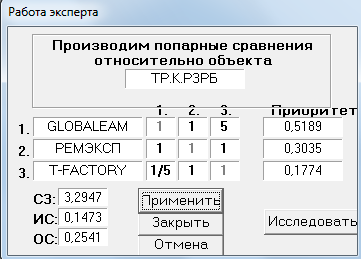 Работа эксперта
Производим попарные сравнения
относительно объекта
ТР.К.РЗРБ
1. 2. 3. Приоритет
1. GLOBALEAM 1 1 5 0,5189
2. РЕМЭКСП 1 1 1 0,3035
3. T-FACTORY 1/5 1 1 0,1774
СЗ: 3,2947 Применить
ИС: 0,1473 Закрыть Исследовать
ОС: 0,2541 Отмена